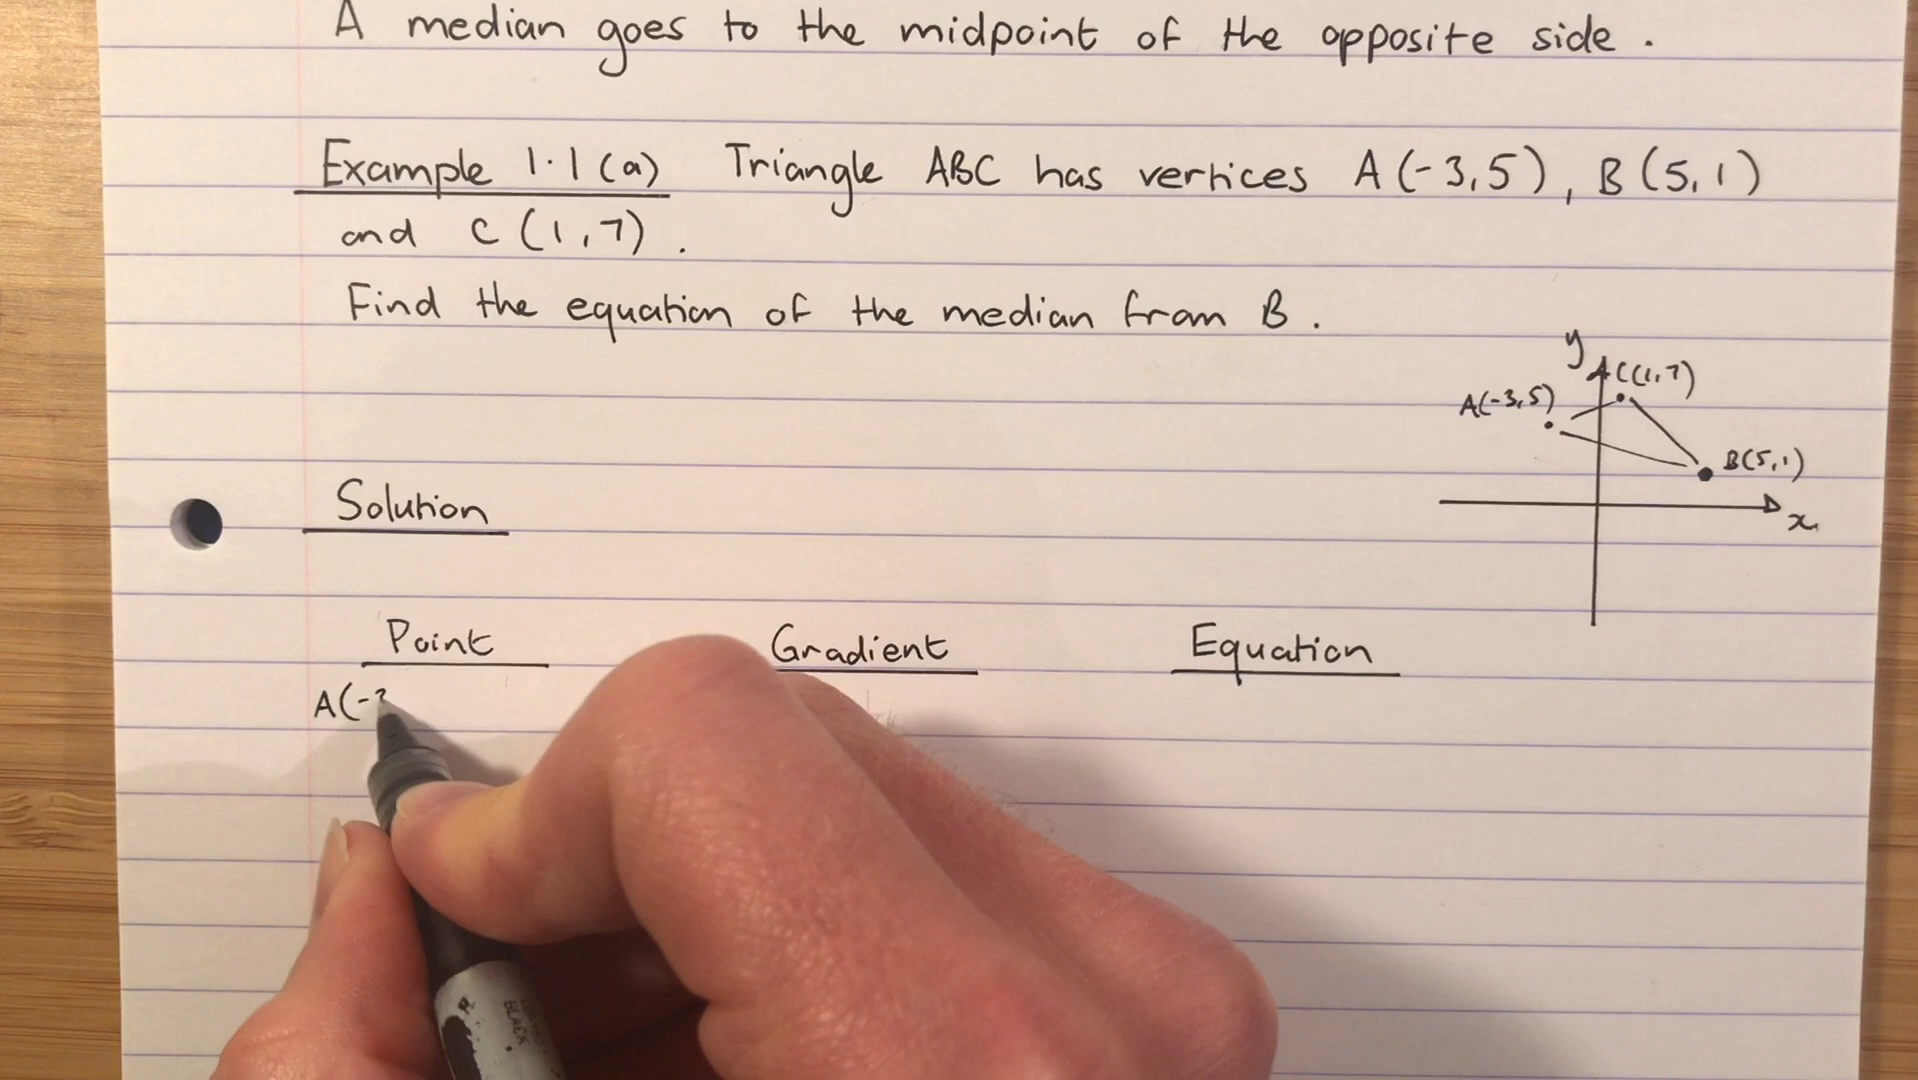 A median goes to the midpoint of the opposite side.
Example 1·1 (a) Triangle ABC has vertices A(-3,5), B(5,1)
and C(1,7).
Find the equation of the median from B.
y
C(1,7)
A(-3,5)
B(5,1)
x
Solution
Point Gradient Equation
A(-3
BLACK